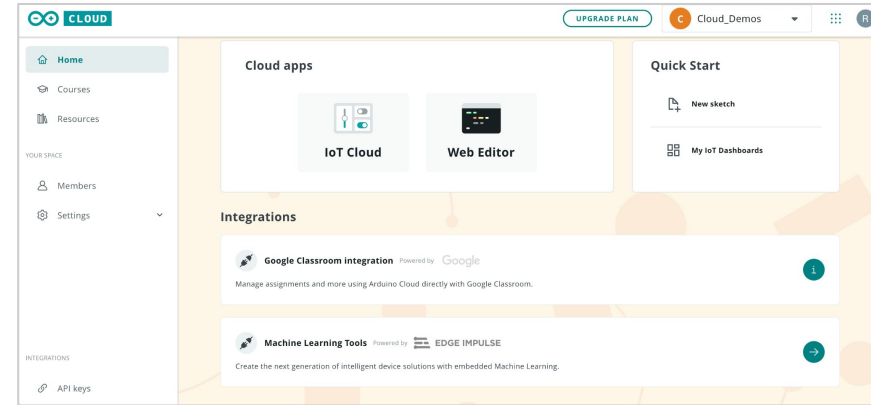 CLOUD
UPGRADE PLAN
C
Cloud_Demos
R
Home
Courses
Resources
YOUR SPACE
Members
Settings
INTEGRATIONS
API keys
Cloud apps
IoT Cloud
Web Editor
Quick Start
New sketch
My IoT Dashboards
Integrations
Google Classroom integration Powered by Google
i
Manage assignments and more using Arduino Cloud directly with Google Classroom.
Machine Learning Tools Powered by EDGE IMPULSE
Create the next generation of intelligent device solutions with embedded Machine Learning.